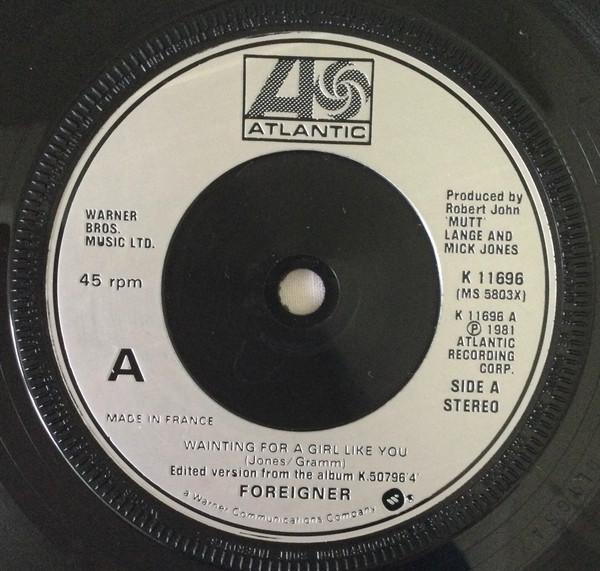 ATLANTIC
WARNER
BROS.
MUSIC LTD.
45 rpm
A
MADE IN FRANCE
Produced by
Robert John
'MUTT'
LANGE AND
MICK JONES
K 11696
(MS 5803X)
K 11696 A
Ⓟ 1981
ATLANTIC
RECORDING
CORP.
SIDE A
STEREO
WAINTING FOR A GIRL LIKE YOU
(Jones/Gramm)
Edited version from the album K.50796'4'
FOREIGNER
a Warner Communications Company